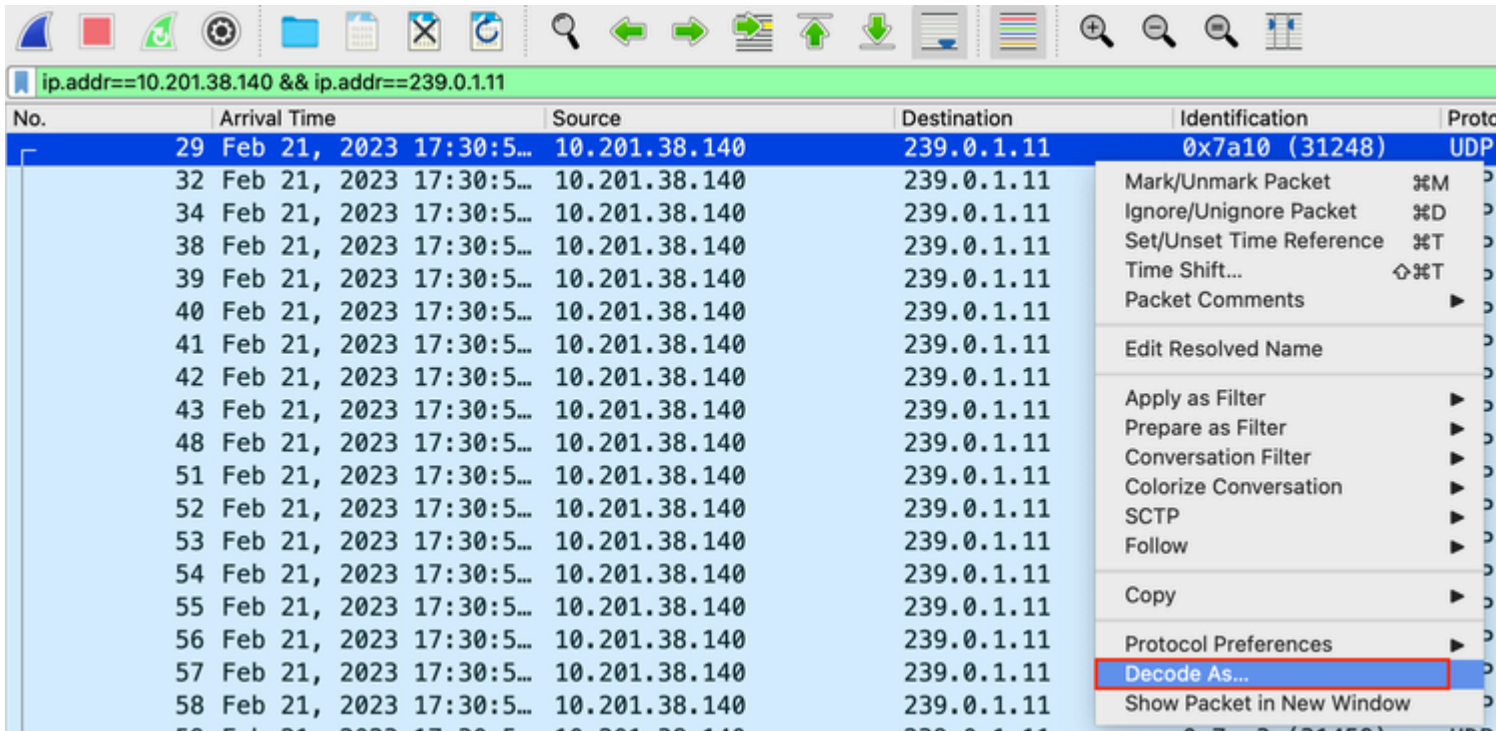 ip.addr==10.201.38.140 && ip.addr==239.0.1.11
No. Arrival Time Source Destination Identification Proto
29 Feb 21, 2023 17:30:5… 10.201.38.140 239.0.1.11 0x7a10 (31248) UDP
32 Feb 21, 2023 17:30:5… 10.201.38.140 239.0.1.11
34 Feb 21, 2023 17:30:5… 10.201.38.140 239.0.1.11
38 Feb 21, 2023 17:30:5… 10.201.38.140 239.0.1.11
39 Feb 21, 2023 17:30:5… 10.201.38.140 239.0.1.11
40 Feb 21, 2023 17:30:5… 10.201.38.140 239.0.1.11
41 Feb 21, 2023 17:30:5… 10.201.38.140 239.0.1.11
42 Feb 21, 2023 17:30:5… 10.201.38.140 239.0.1.11
43 Feb 21, 2023 17:30:5… 10.201.38.140 239.0.1.11
48 Feb 21, 2023 17:30:5… 10.201.38.140 239.0.1.11
51 Feb 21, 2023 17:30:5… 10.201.38.140 239.0.1.11
52 Feb 21, 2023 17:30:5… 10.201.38.140 239.0.1.11
53 Feb 21, 2023 17:30:5… 10.201.38.140 239.0.1.11
54 Feb 21, 2023 17:30:5… 10.201.38.140 239.0.1.11
55 Feb 21, 2023 17:30:5… 10.201.38.140 239.0.1.11
56 Feb 21, 2023 17:30:5… 10.201.38.140 239.0.1.11
57 Feb 21, 2023 17:30:5… 10.201.38.140 239.0.1.11
58 Feb 21, 2023 17:30:5… 10.201.38.140 239.0.1.11
Mark/Unmark Packet ⌘M
Ignore/Unignore Packet ⌘D
Set/Unset Time Reference ⌘T
Time Shift... ⇧⌘T
Packet Comments
Edit Resolved Name
Apply as Filter
Prepare as Filter
Conversation Filter
Colorize Conversation
SCTP
Follow
Copy
Protocol Preferences
Decode As...
Show Packet in New Window